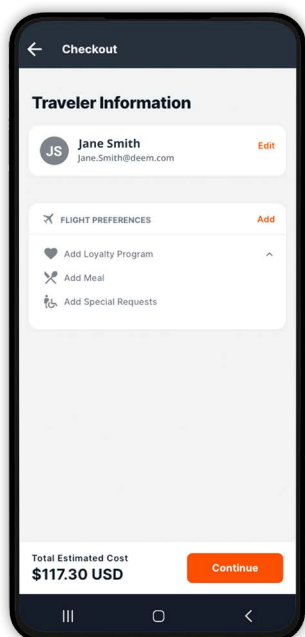 Checkout
Traveler Information
JS
Jane Smith
Edit
Jane.Smith@deem.com
FLIGHT PREFERENCES
Add
Add Loyalty Program
Add Meal
Add Special Requests
Total Estimated Cost
$117.30 USD
Continue